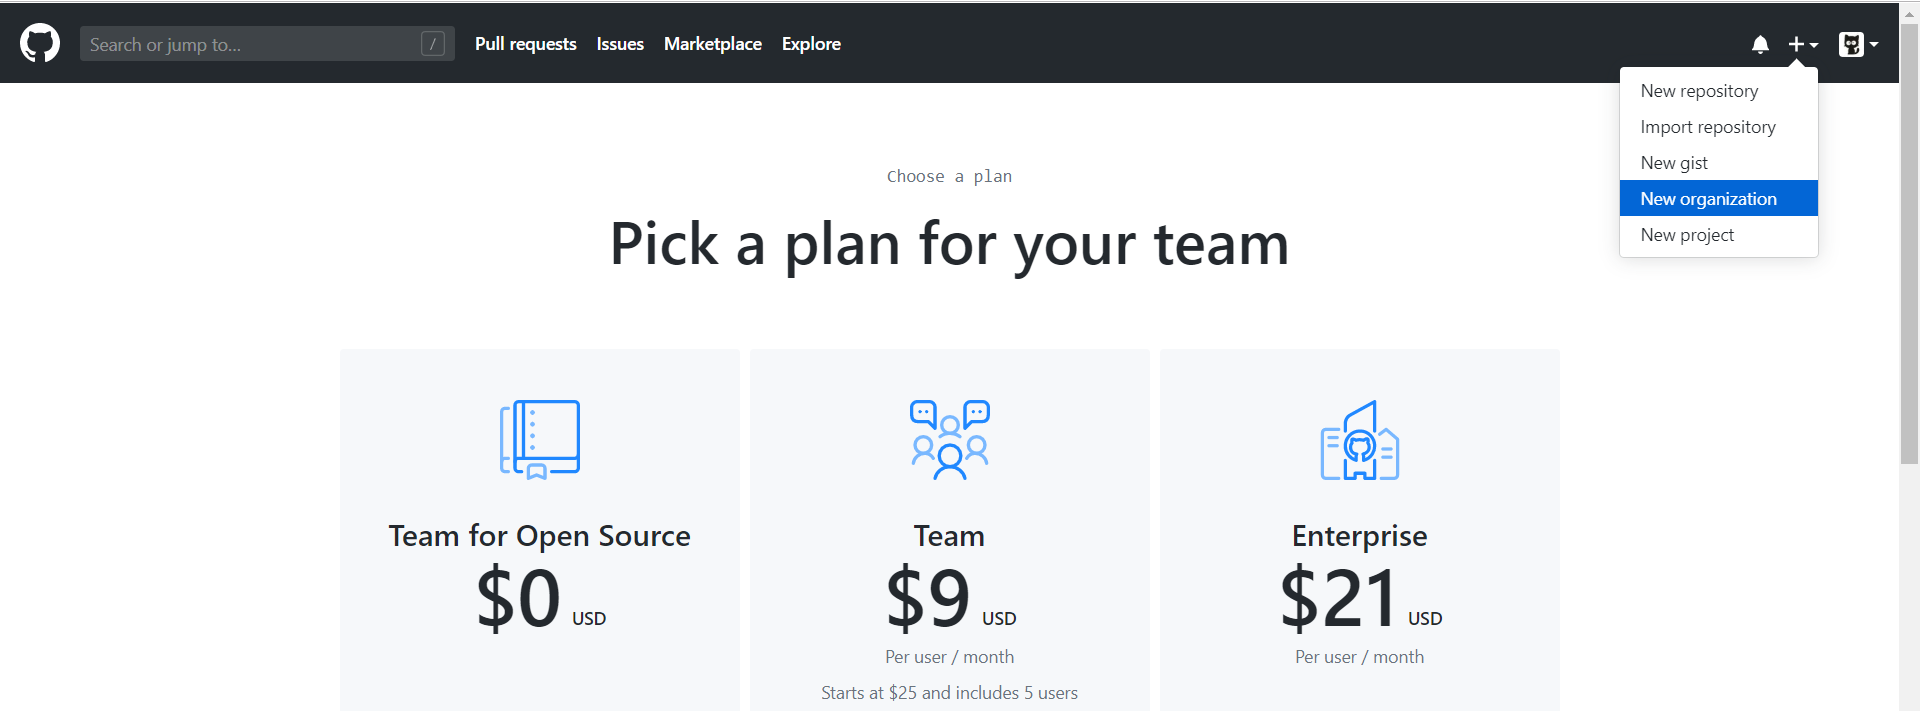 Search or jump to... /
Pull requests Issues Marketplace Explore
New repository
Import repository
New gist
New organization
New project
Choose a plan
Pick a plan for your team
Team for Open Source
$0 USD
Team
$9 USD
Per user / month
Starts at $25 and includes 5 users
Enterprise
$21 USD
Per user / month